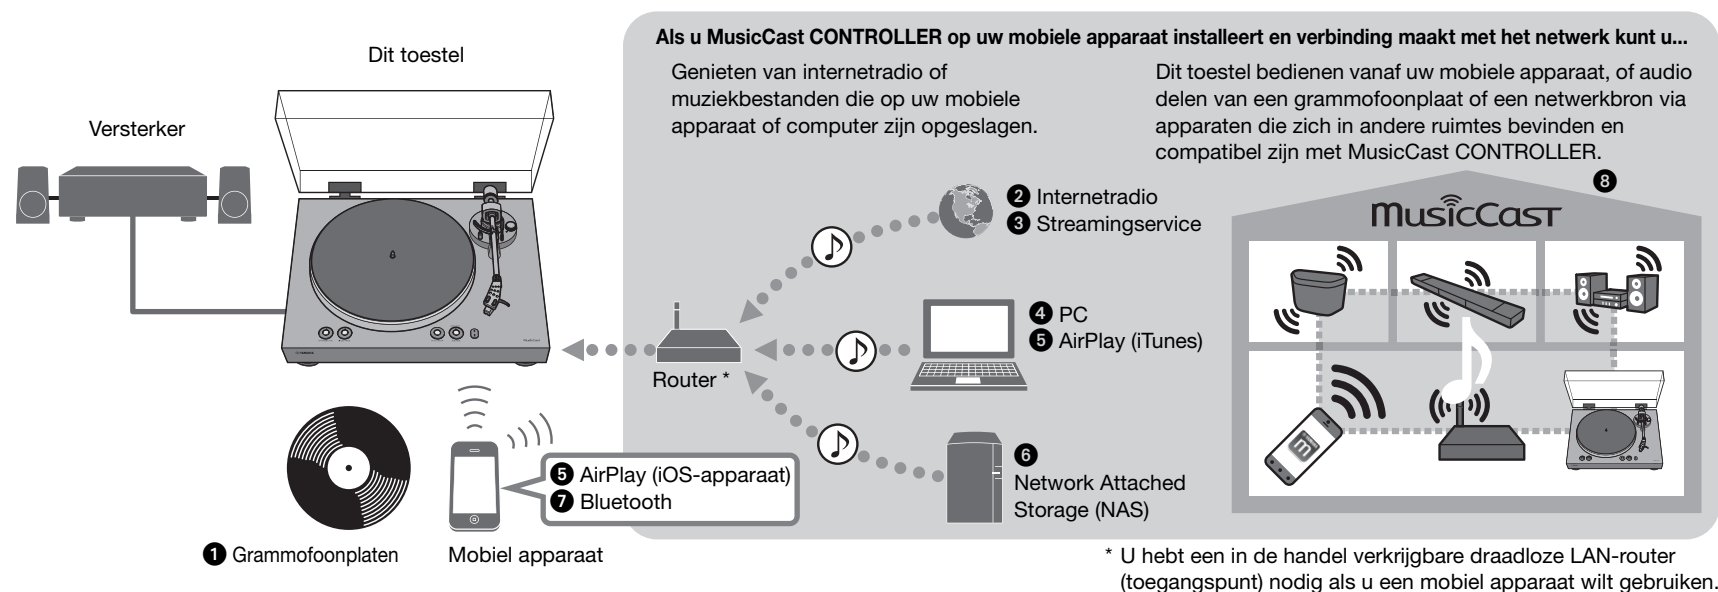 Als u MusicCast CONTROLLER op uw mobiele apparaat installeert en verbinding maakt met het netwerk kunt u...
Dit toestel
Versterker
Genieten van internetradio of
muziekbestanden die op uw mobiele
apparaat of computer zijn opgeslagen.
Dit toestel bedienen vanaf uw mobiele apparaat, of audio
delen van een grammofoonplaat of een netwerkbron via
apparaten die zich in andere ruimtes bevinden en
compatibel zijn met MusicCast CONTROLLER.
2 Internetradio
3 Streamingservice
8
MusicCast
4 PC
5 AirPlay (iTunes)
Router *
6
Network Attached
Storage (NAS)
5 AirPlay (iOS-apparaat)
7 Bluetooth
1 Grammofoonplaten
Mobiel apparaat
* U hebt een in de handel verkrijgbare draadloze LAN-router
(toegangspunt) nodig als u een mobiel apparaat wilt gebruiken.